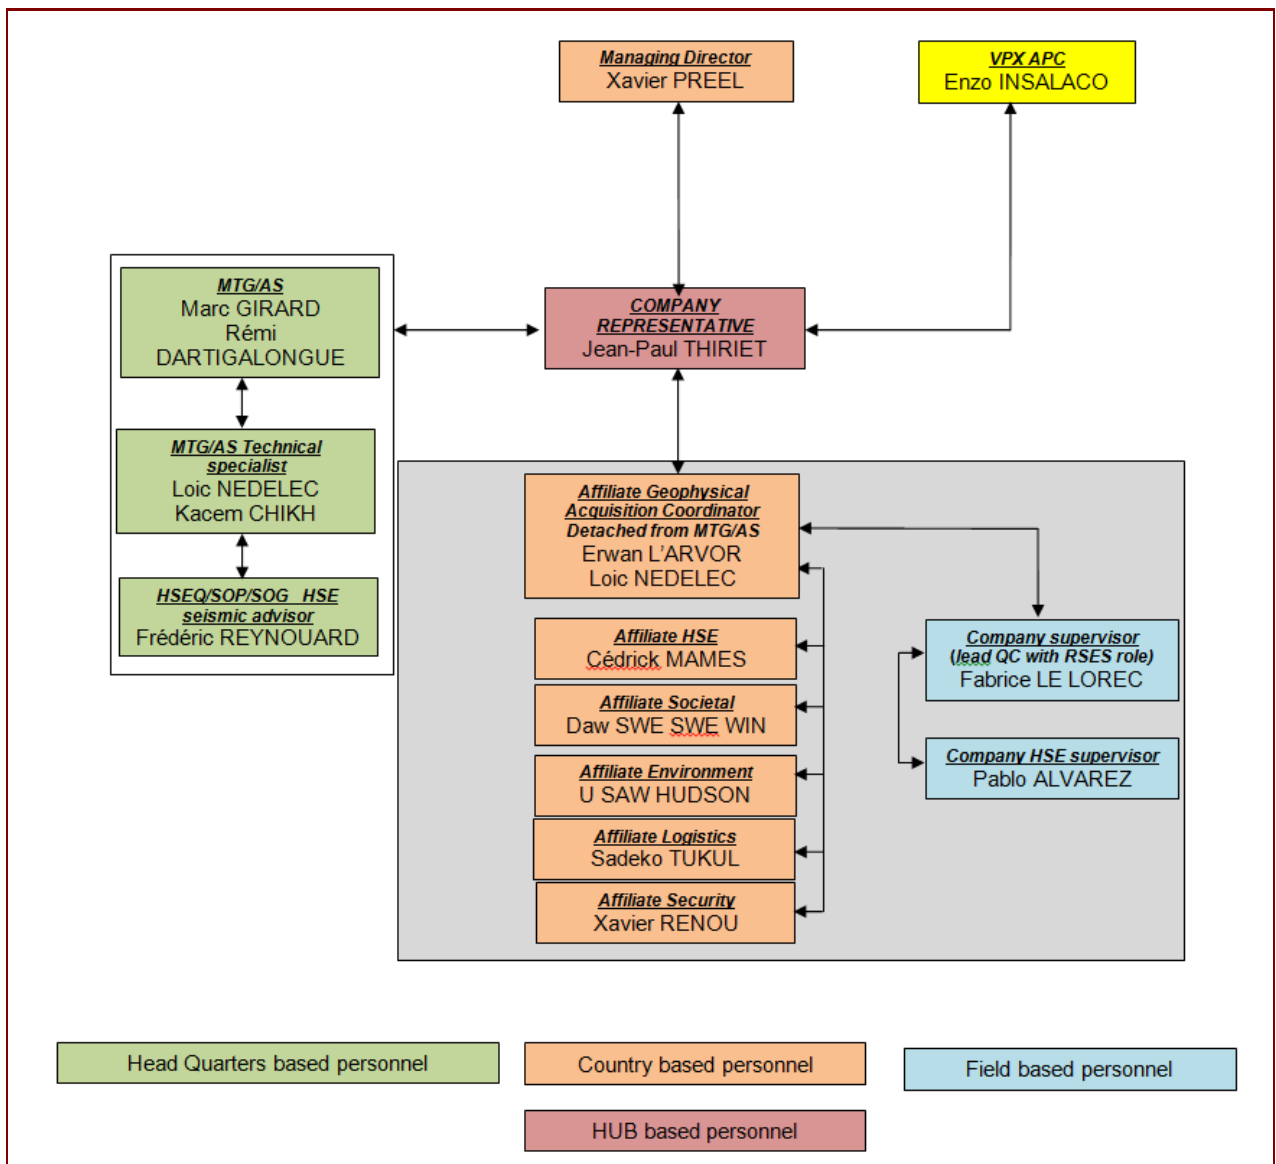 Managing Director
Xavier PREEL
VPX APC
Enzo INSALACO
MTG/AS
Marc GIRARD
Rémi
DARTIGALONGUE
COMPANY
REPRESENTATIVE
Jean-Paul THIRIET
MTG/AS Technical
specialist
Loic NEDELEC
Kacem CHIKH
HSEQ/SOP/SOG HSE
seismic advisor
Frédéric REYNOUARD
Affiliate Geophysical
Acquisition Coordinator
Detached from MTG/AS
Erwan L'ARVOR
Loic NEDELEC
Affiliate HSE
Cédrick MAMES
Affiliate Societal
Daw SWE SWE WIN
Affiliate Environment
U SAW HUDSON
Affiliate Logistics
Sadeko TUKUL
Affiliate Security
Xavier RENOU
Company supervisor
(lead QC with RSES role)
Fabrice LE LOREC
Company HSE supervisor
Pablo ALVAREZ
Head Quarters based personnel
Country based personnel
Field based personnel
HUB based personnel